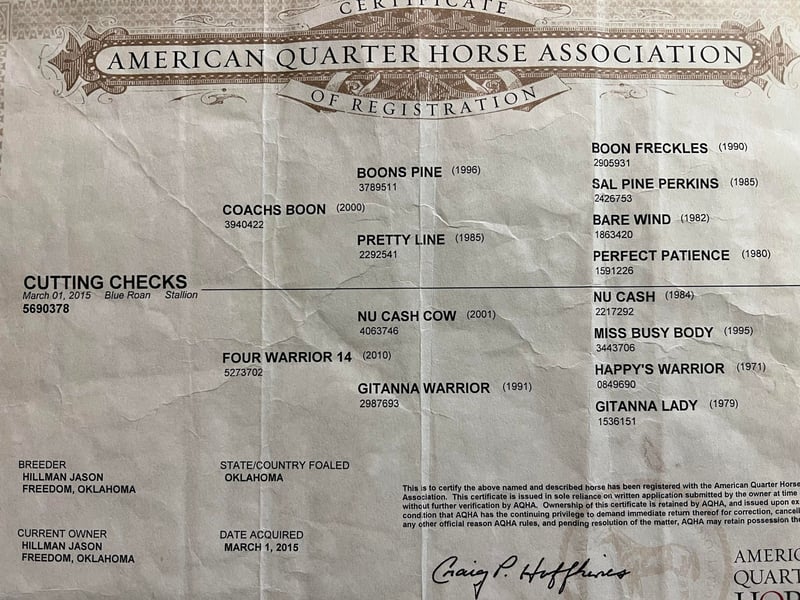 CERTIFICATE
AMERICAN QUARTER HORSE ASSOCIATION
OF REGISTRATION
BOON FRECKLES (1990)
2905931
BOONS PINE (1996)
3789511
SAL PINE PERKINS (1985)
2426753
COACHS BOON (2000)
3940422
BARE WIND (1982)
1863420
PRETTY LINE (1985)
2292541
PERFECT PATIENCE (1980)
1591226
CUTTING CHECKS
March 01, 2015 Blue Roan Stallion
5690378
NU CASH (1984)
2217292
NU CASH COW (2001)
4063746
MISS BUSY BODY (1995)
3443706
FOUR WARRIOR 14 (2010)
5273702
HAPPY'S WARRIOR (1971)
0849690
GITANNA WARRIOR (1991)
2987693
GITANNA LADY (1979)
1536151
BREEDER
HILLMAN JASON
FREEDOM, OKLAHOMA
STATE/COUNTRY FOALED
OKLAHOMA
CURRENT OWNER
HILLMAN JASON
FREEDOM, OKLAHOMA
DATE ACQUIRED
MARCH 1, 2015
This is to certify the above named and described horse has been registered with the American Quarter Horse
Association. This certificate is issued in sole reliance on written application submitted by the owner at time
without further verification by AQHA. Ownership of this certificate is retained by AQHA, and issued upon ex
condition that AQHA has the continuing privilege to demand immediate return thereof for correction, cancell
any other official reason AQHA rules, and pending resolution of the matter, AQHA may retain possession the
Craig P. Huffhines
AMERIC
QUART
HOR